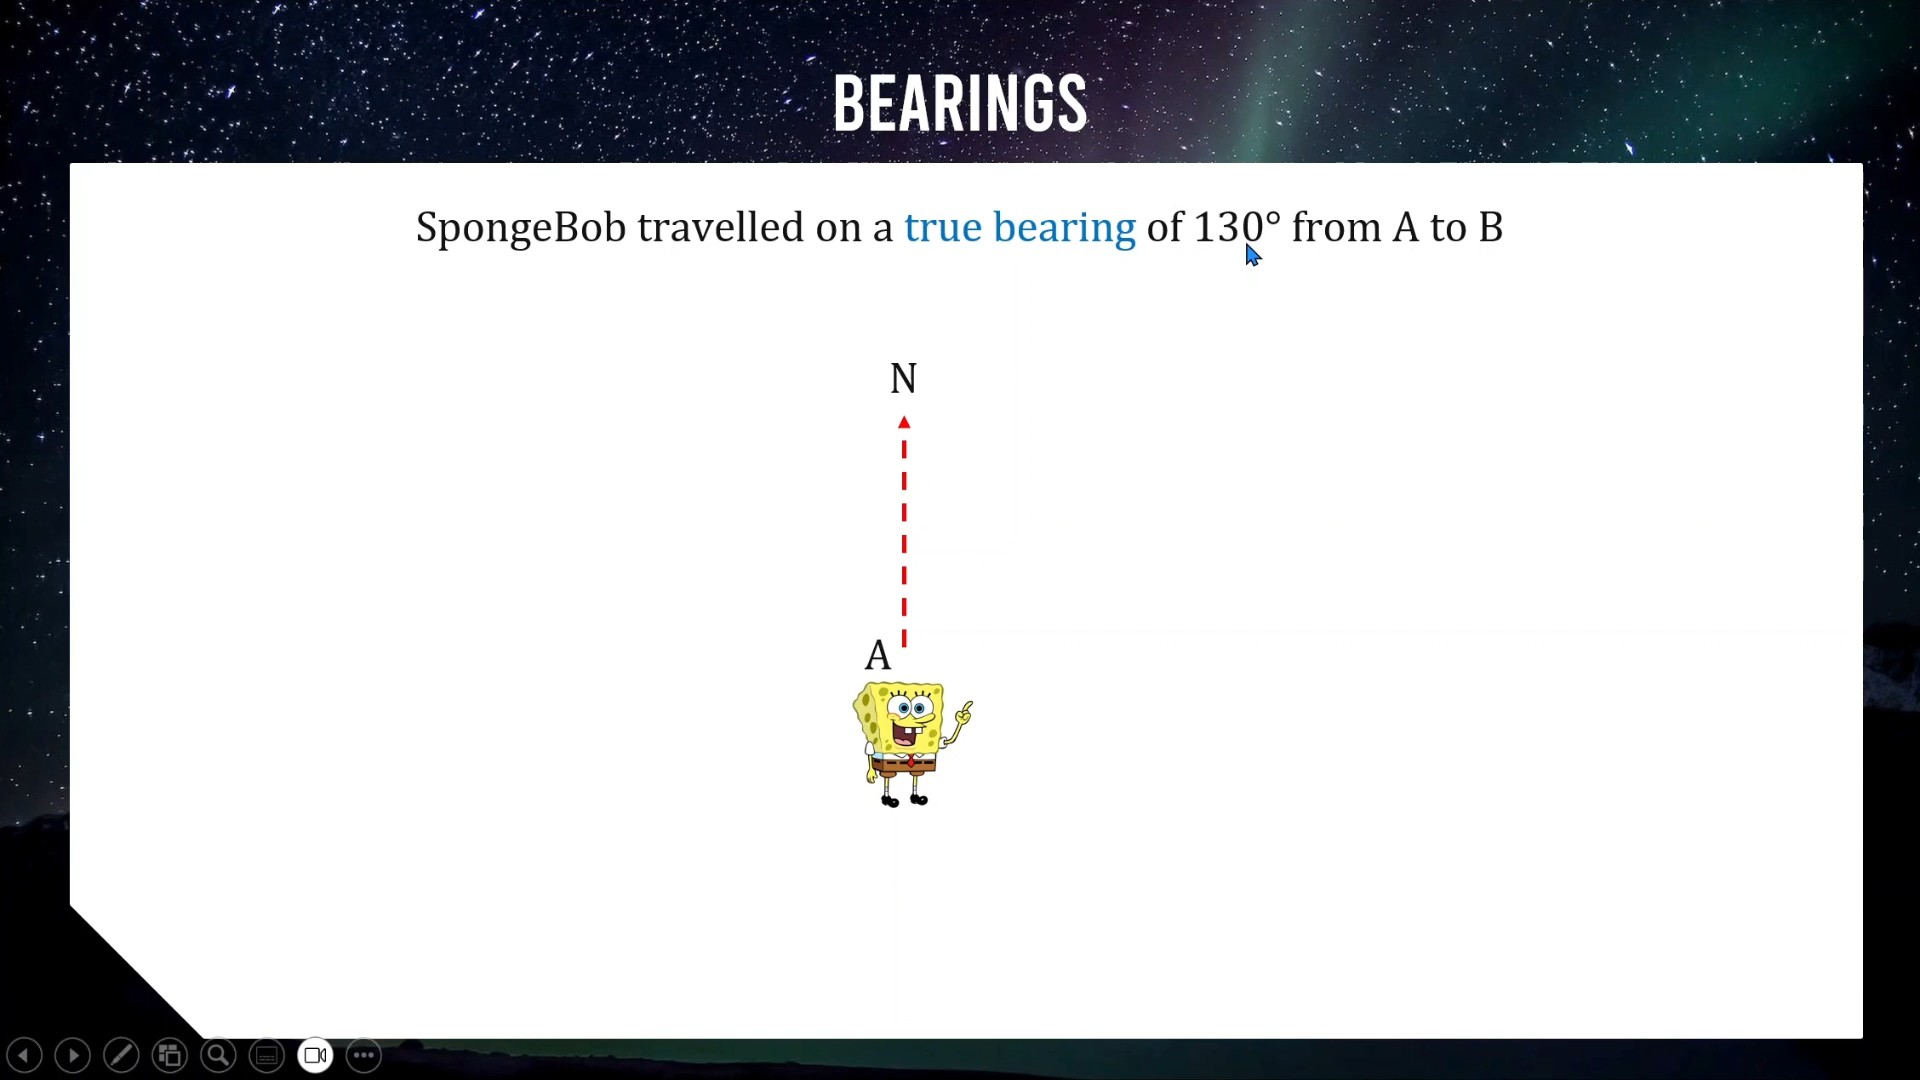 BEARINGS
SpongeBob travelled on a true bearing of 130° from A to B
N
A